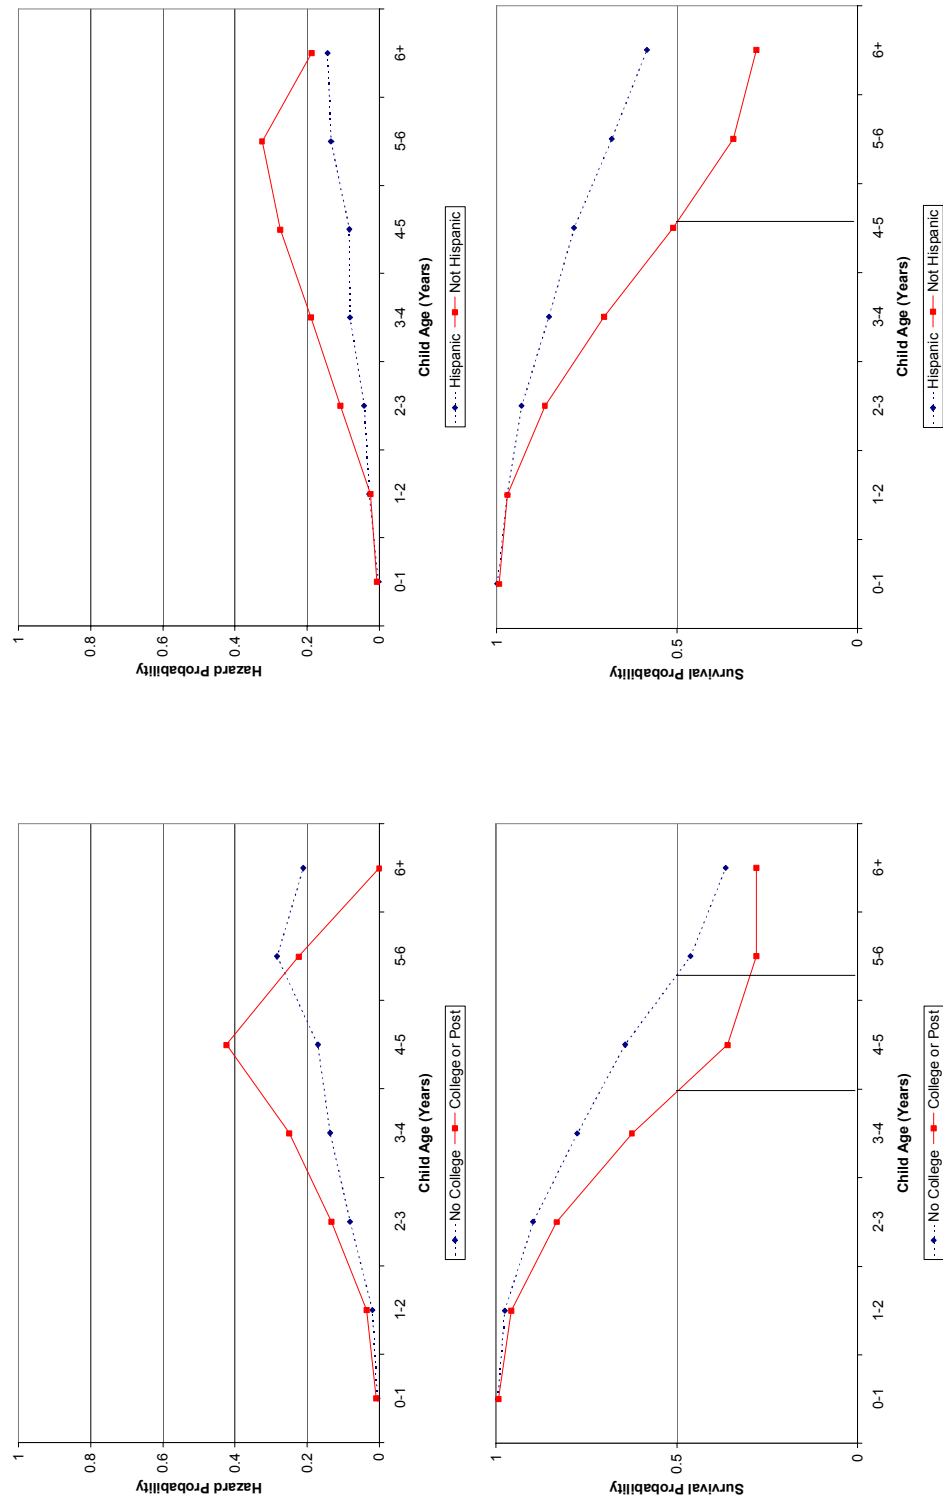 1
0.8
0.6
0.4
0.2
0
Hazard Probability
0-1
1-2
2-3
3-4
4-5
5-6
6+
Child Age (Years)
No College
College or Post
1
0.5
0
Survival Probability
0-1
1-2
2-3
3-4
4-5
5-6
6+
Child Age (Years)
No College
College or Post
1
0.8
0.6
0.4
0.2
0
Hazard Probability
0-1
1-2
2-3
3-4
4-5
5-6
6+
Child Age (Years)
Hispanic
Not Hispanic
1
0.5
0
Survival Probability
0-1
1-2
2-3
3-4
4-5
5-6
6+
Child Age (Years)
Hispanic
Not Hispanic